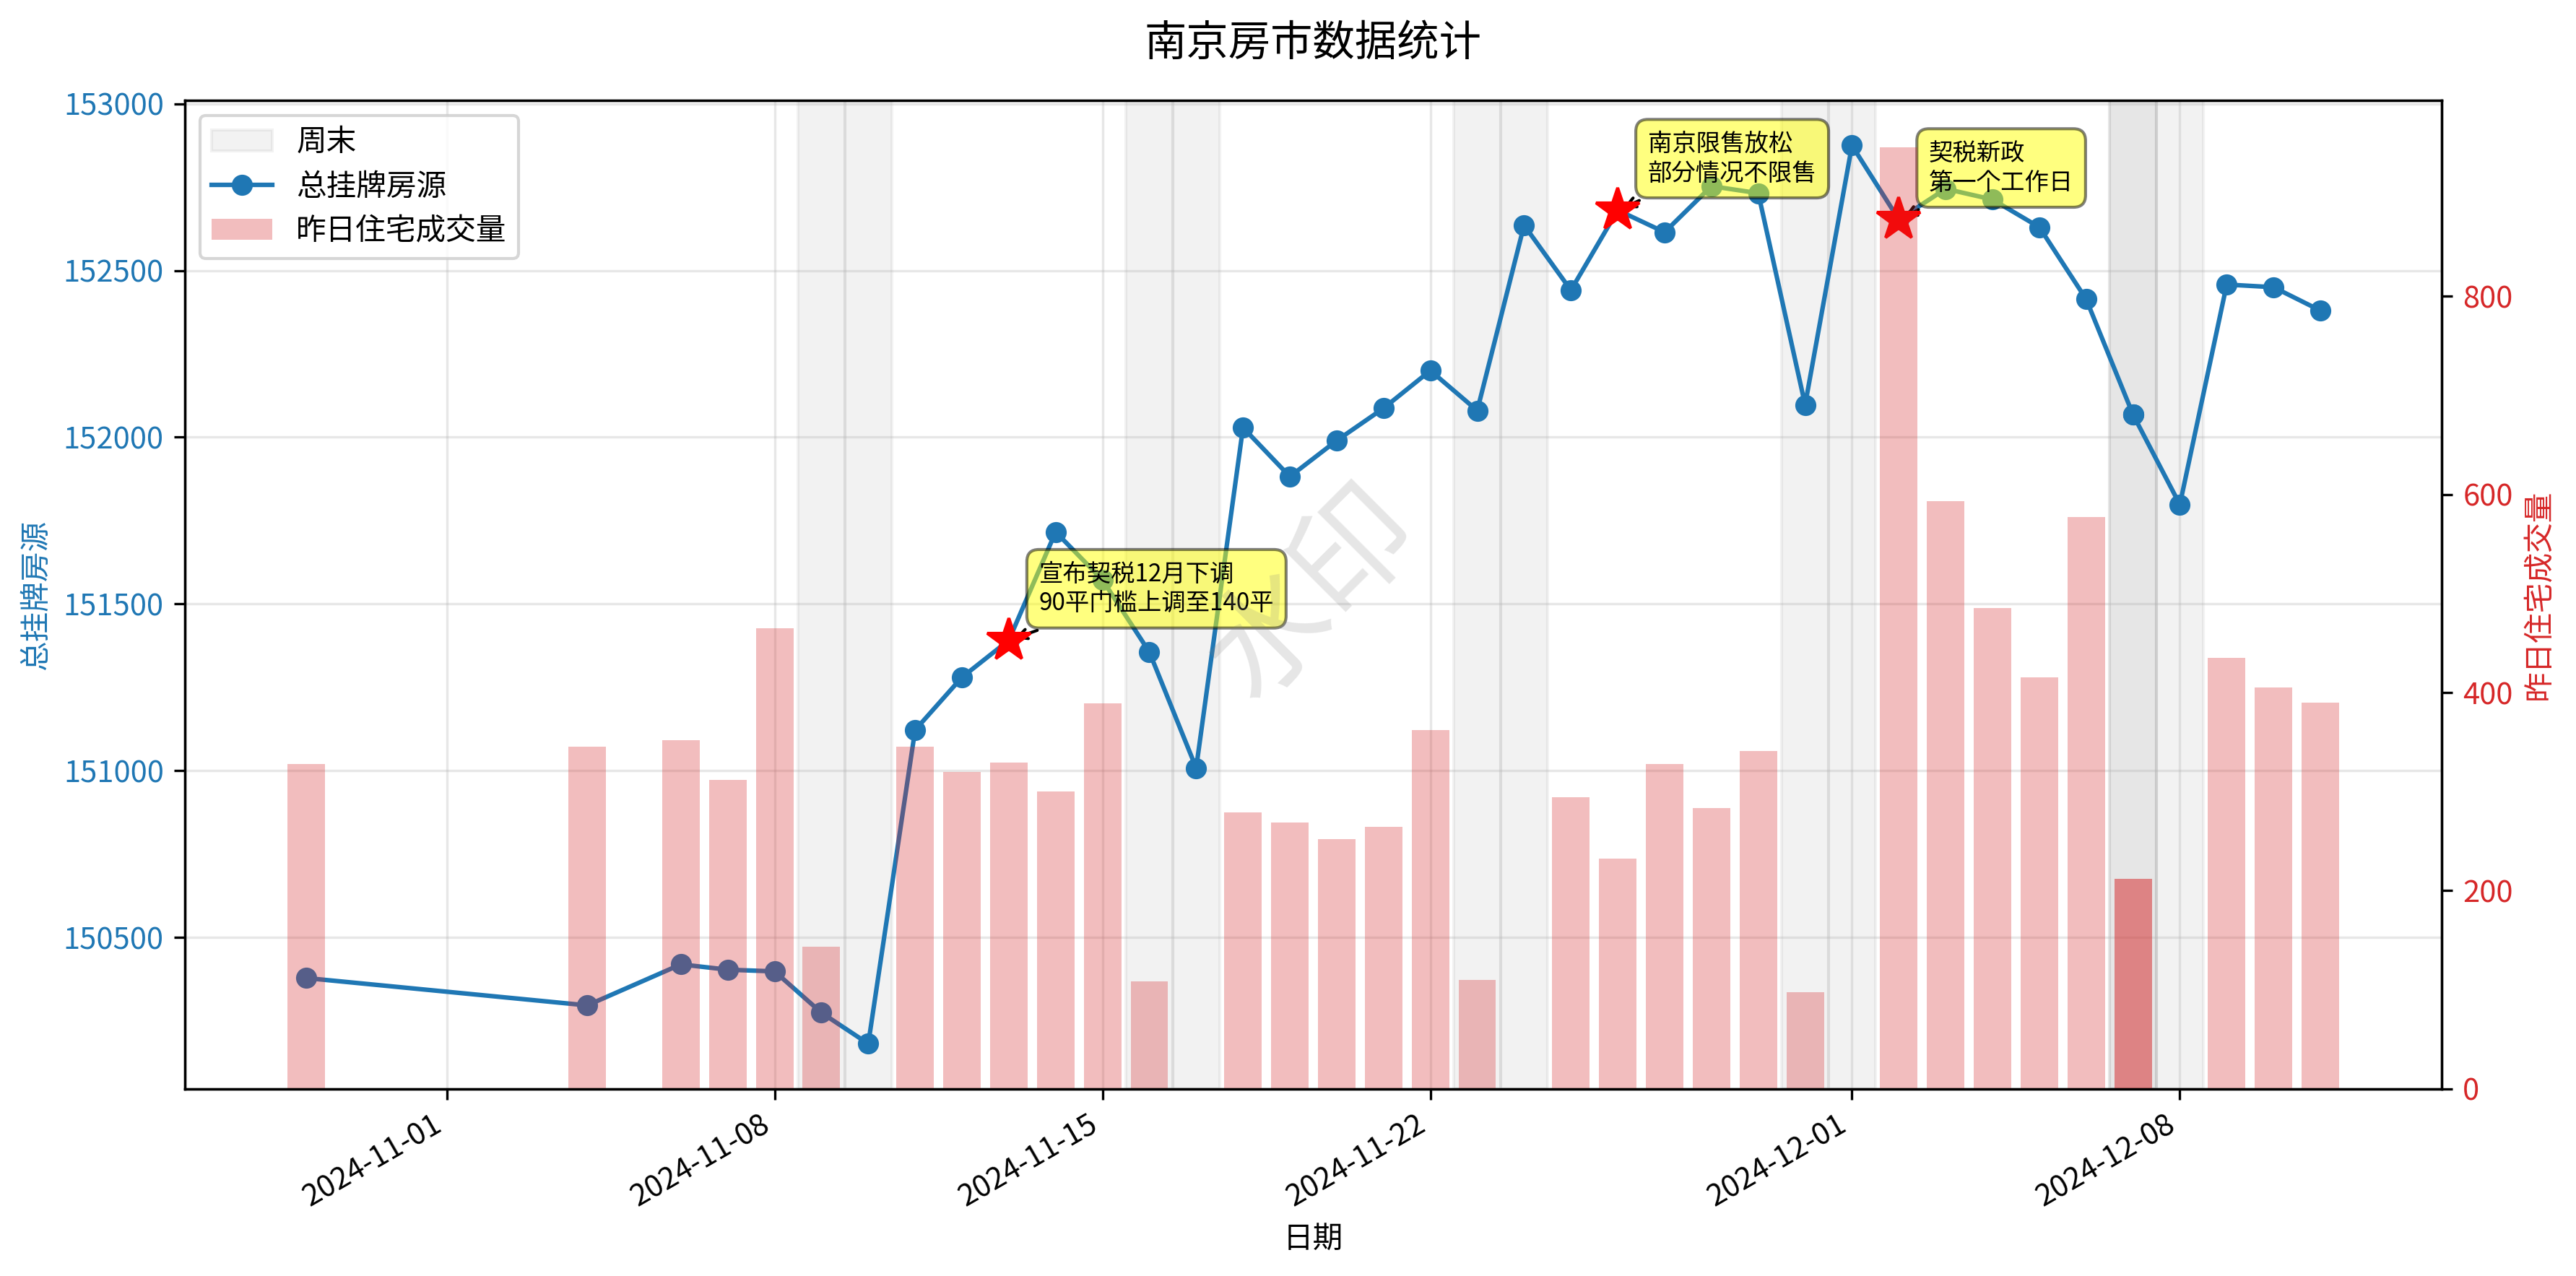 南京房市数据统计
153000
152500
152000
151500
151000
150500
总挂牌房源
周末
总挂牌房源
昨日住宅成交量
南京限售放松
部分情况不限售
契税新政
第一个工作日
宣布契税12月下调
90平门槛上调至140平
水印
800
600
400
200
0
昨日住宅成交量
2024-11-01
2024-11-08
2024-11-15
2024-11-22
2024-12-01
2024-12-08
日期